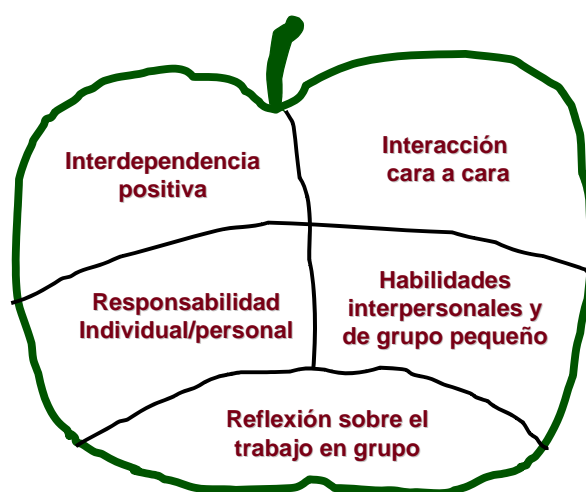 Interdependencia
positiva
Interacción
cara a cara
Responsabilidad
Individual/personal
Habilidades
interpersonales y
de grupo pequeño
Reflexión sobre el
trabajo en grupo